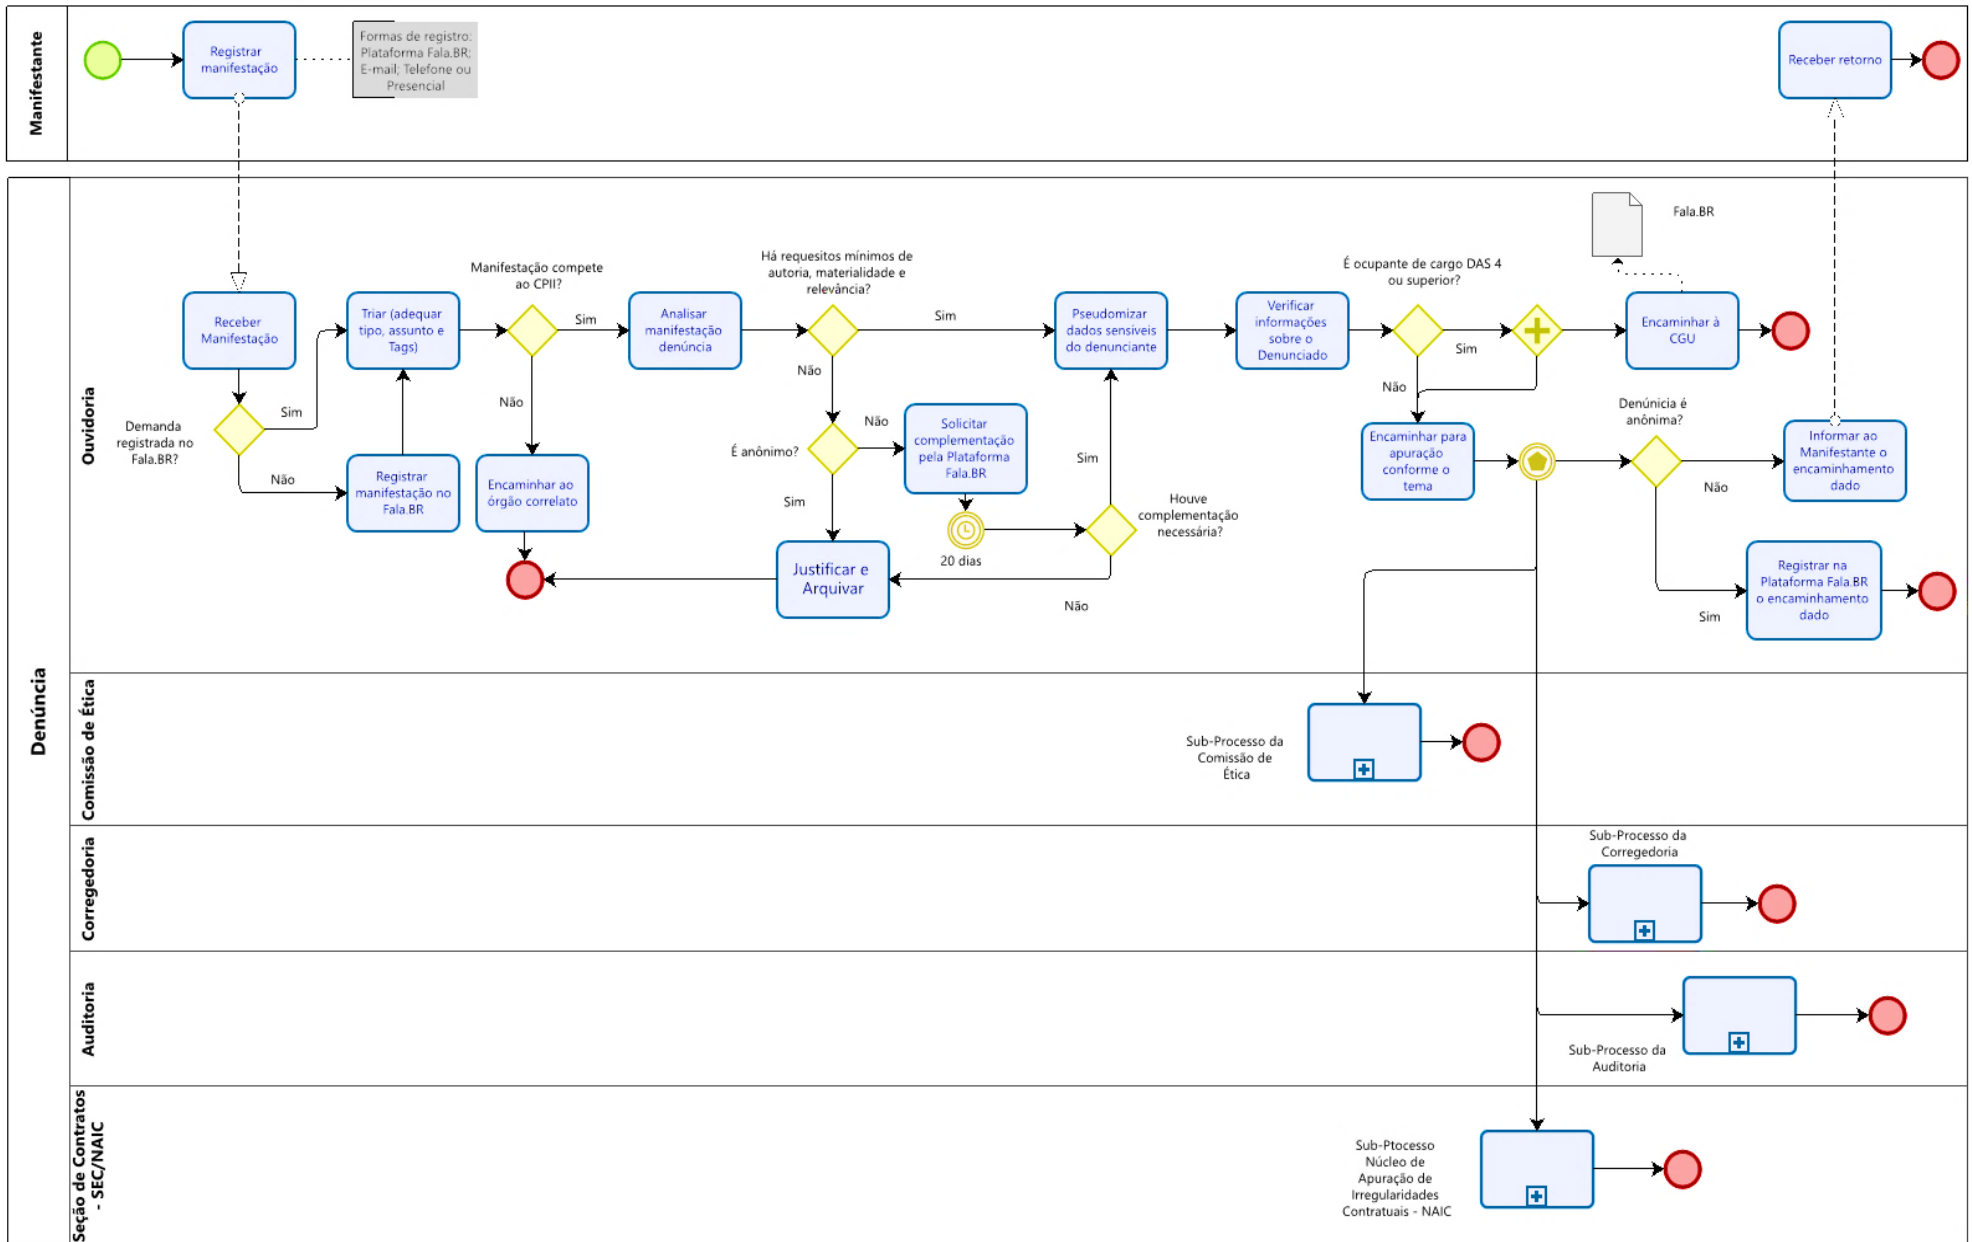 Manifestante
Registrar
manifestação
Formas de registro:
Plataforma Fala.BR;
E-mail; Telefone ou
Presencial
Receber retorno
Denúncia
Ouvidoria
Receber
Manifestação
Demanda
registrada no
Fala.BR?
Sim
Não
Registrar
manifestação no
Fala.BR
Triar (adequar
tipo, assunto e
Tags)
Manifestação compete
ao CPII?
Sim
Não
Encaminhar ao
órgão correlato
Analisar
manifestação
denúncia
Há requesitos mínimos de
autoria, materialidade e
relevância?
Sim
Não
É anônimo?
Não
Sim
Solicitar
complementação
pela Plataforma
Fala.BR
20 dias
Justificar e
Arquivar
Houve
complementação
necessária?
Sim
Não
Pseudomizar
dados sensiveis
do denunciante
Verificar
informações
sobre o
Denunciado
É ocupante de cargo DAS 4
ou superior?
Sim
Não
Encaminhar à
CGU
Fala.BR
Encaminhar para
apuração
conforme o
tema
Denúnicia é
anônima?
Não
Sim
Informar ao
Manifestante o
encaminhamento
dado
Registrar na
Plataforma Fala.BR
o encaminhamento
dado
Comissão de Ética
Sub-Processo da
Comissão de
Ética
Corregedoria
Sub-Processo da
Corregedoria
Auditoria
Sub-Processo da
Auditoria
Seção de Contratos
- SEC/NAIC
Sub-Ptocesso
Núcleo de
Apuração de
Irregularidades
Contratuais - NAIC